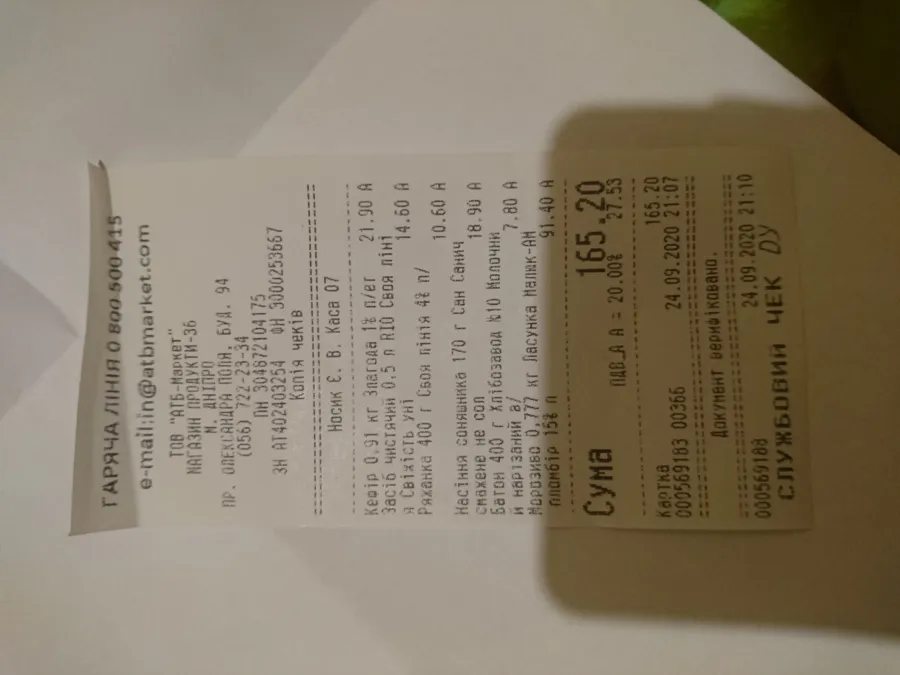 ГАРЯЧА ЛІНІЯ 0 800 500 415
e-mail:in@atbmarket.com
ТОВ "АТБ-Маркет"
МАГАЗИН ПРОДУКТИ-36
М. ДНІПРО
ПР. ОЛЕКСАНДРА ПОЛЯ, БУД. 94
(056) 722-23-34
ПН 304872104175
ЗН АТ402403254 ФН 3000253667
Копія чеків
Носик Є. В. Каса 07
Кефір 0,91 кг Злагода 1% п/ет 21.90 А
Засіб чистячий 0,5 л RIO Своя ліні
я Свіжість уні 14.60 А
Ряжанка 400 г Своя лінія 4% п/
10.60 А
Насіння соняшника 170 г Сан Санич
смажене не сол 18.90 А
Батон 400 г Хлібозавод №10 Молочни
й нарізаний в/ 7.80 А
Морозиво 0,777 кг Ласунка Малюк-АМ
пломбір 15% п 91.40 А
Сума 165.20
ПДВ_А А = 20.00% 27.53
Картка 165.20
000569183 00366 24.09.2020 21:07
Документ верифіковано.
000569188 24.09.2020 21:10
СЛУЖБОВИЙ ЧЕК